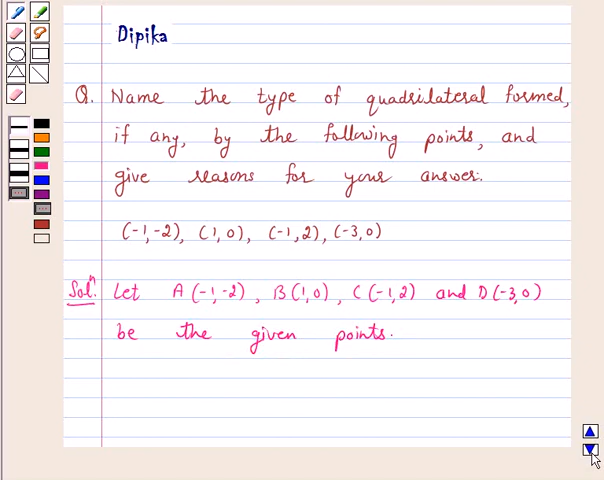 Dipika
Q. Name the type of quadrilateral formed,
if any, by the following points, and
give reasons for your answer.
(-1,-2), (1,0), (-1,2), (-3,0)
Solⁿ. Let A(-1,-2), B(1,0), C(-1,2) and D(-3,0)
be the given points.